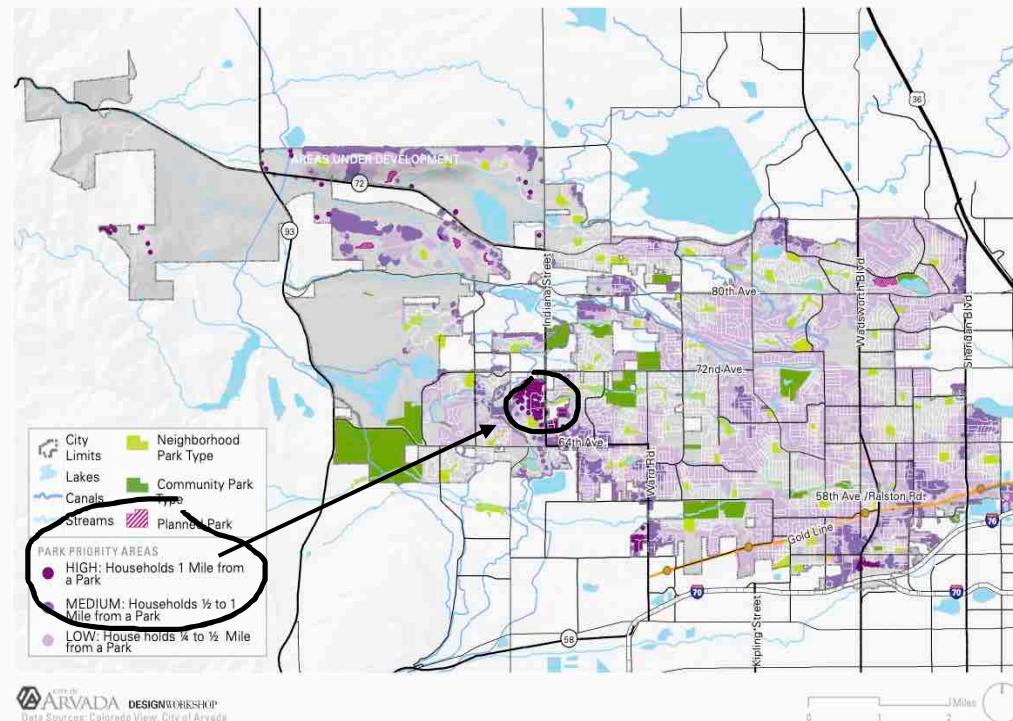 36
AREAS UNDER DEVELOPMENT
72
93
Indiana Street
80th Ave
Wadsworth Blvd
Sheridan Blvd
72nd Ave.
64th Ave.
Ward Rd
58th Ave /Ralston Rd.
Gold Line
76
70
70
Kipling Street
58
City Limits
Lakes
Canals
Streams
Neighborhood
Park Type
Community Park
Type
Planned Park
PARK PRIORITY AREAS
HIGH: Households 1 Mile from
a Park
MEDIUM: Households ½ to 1
Mile from a Park
LOW: House holds ¼ to ½ Mile
from a Park
CITY OF
ARVADA DESIGNWORKSHOP
Data Sources: Colorado View, City of Arvada
0 1 2 Miles